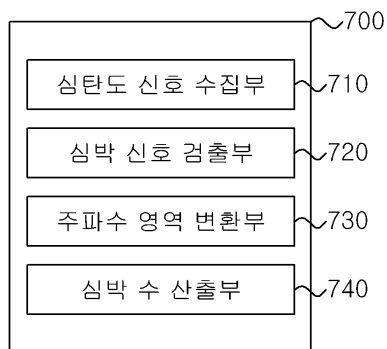 700
심탄도 신호 수집부 710
심박 신호 검출부 720
주파수 영역 변환부 730
심박 수 산출부 740